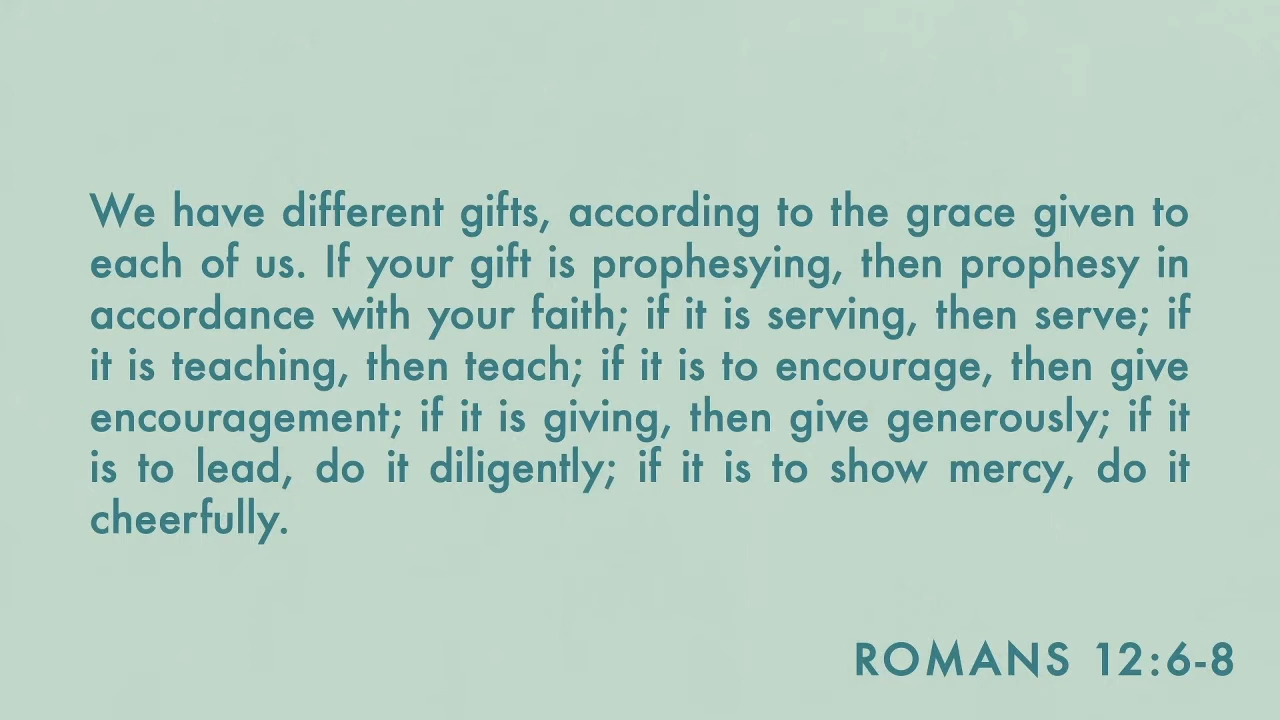 We have different gifts, according to the grace given to
each of us. If your gift is prophesying, then prophesy in
accordance with your faith; if it is serving, then serve; if
it is teaching, then teach; if it is to encourage, then give
encouragement; if it is giving, then give generously; if it
is to lead, do it diligently; if it is to show mercy, do it
cheerfully.
ROMANS 12:6-8